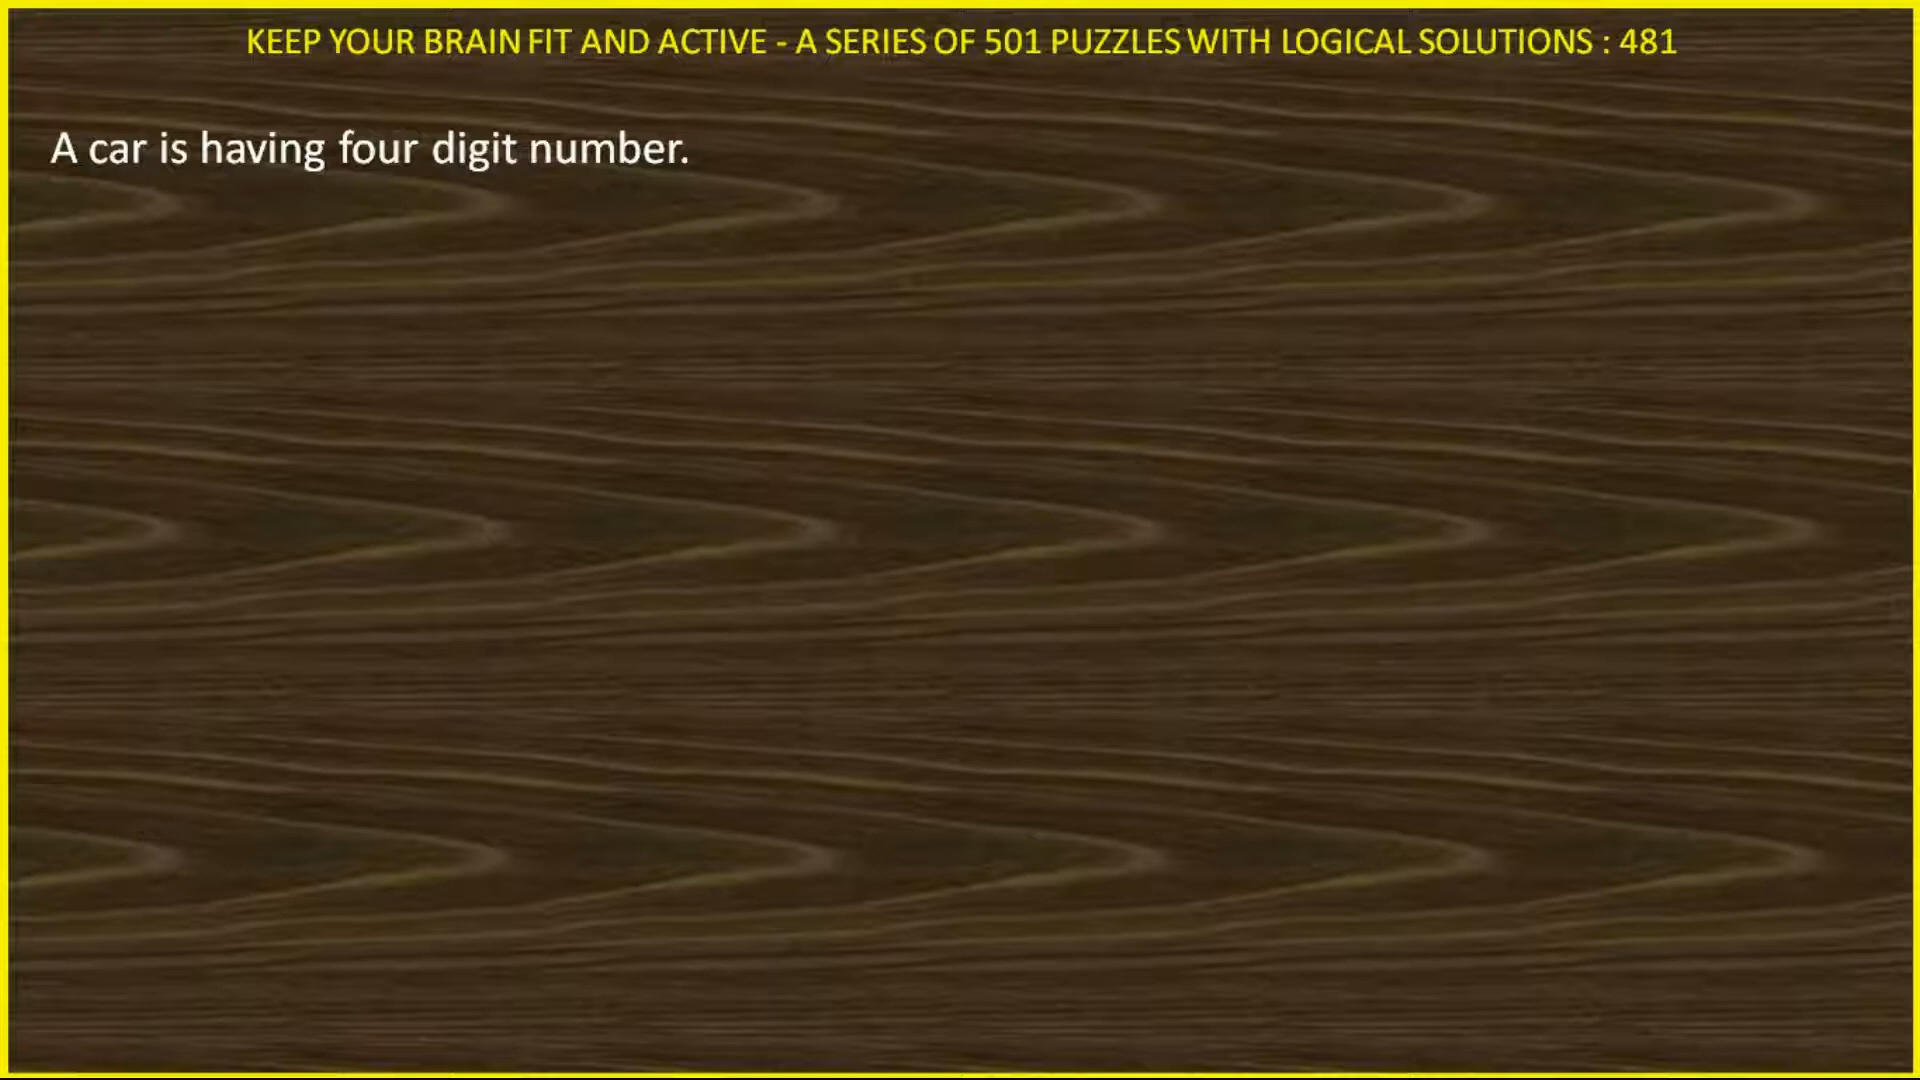 KEEP YOUR BRAIN FIT AND ACTIVE - A SERIES OF 501 PUZZLES WITH LOGICAL SOLUTIONS : 481
A car is having four digit number.